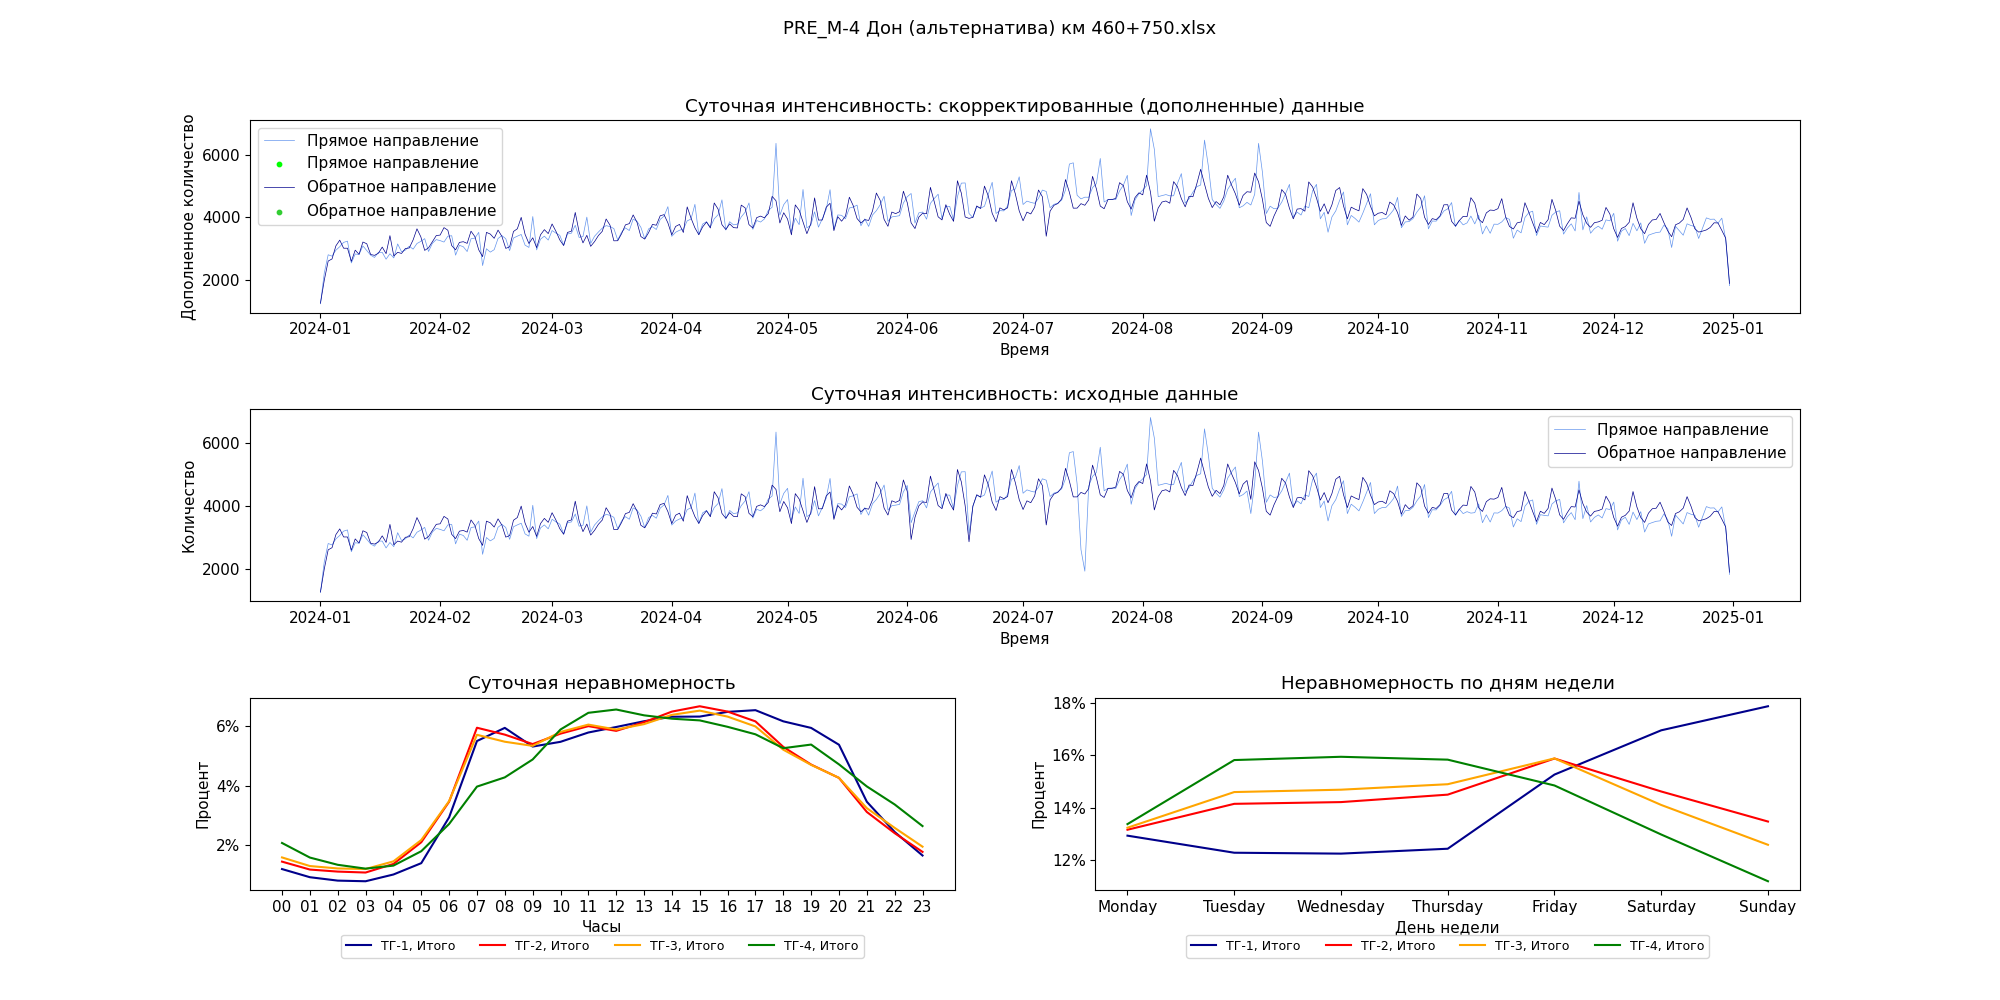 PRE_М-4 Дон (альтернатива) км 460+750.xlsx
Суточная интенсивность: скорректированные (дополненные) данные
Дополненное количество
6000
4000
2000
Прямое направление
Прямое направление
Обратное направление
Обратное направление
2024-01 2024-02 2024-03 2024-04 2024-05 2024-06 2024-07 2024-08 2024-09 2024-10 2024-11 2024-12 2025-01
Время
Суточная интенсивность: исходные данные
Количество
6000
4000
2000
Прямое направление
Обратное направление
2024-01 2024-02 2024-03 2024-04 2024-05 2024-06 2024-07 2024-08 2024-09 2024-10 2024-11 2024-12 2025-01
Время
Суточная неравномерность
Процент
6%
4%
2%
00 01 02 03 04 05 06 07 08 09 10 11 12 13 14 15 16 17 18 19 20 21 22 23
Часы
ТГ-1, Итого ТГ-2, Итого ТГ-3, Итого ТГ-4, Итого
Неравномерность по дням недели
Процент
18%
16%
14%
12%
Monday Tuesday Wednesday Thursday Friday Saturday Sunday
День недели
ТГ-1, Итого ТГ-2, Итого ТГ-3, Итого ТГ-4, Итого